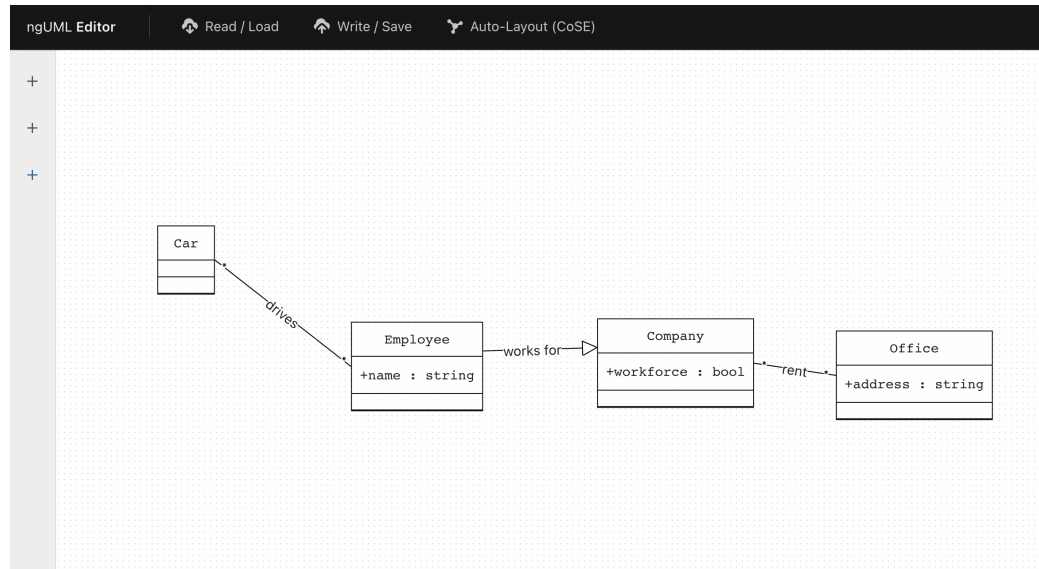 ngUML Editor
Read / Load
Write / Save
Auto-Layout (CoSE)
+
+
+
Car
*
drives
*
Employee
+name : string
works for
Company
+workforce : bool
*
rent
*
Office
+address : string